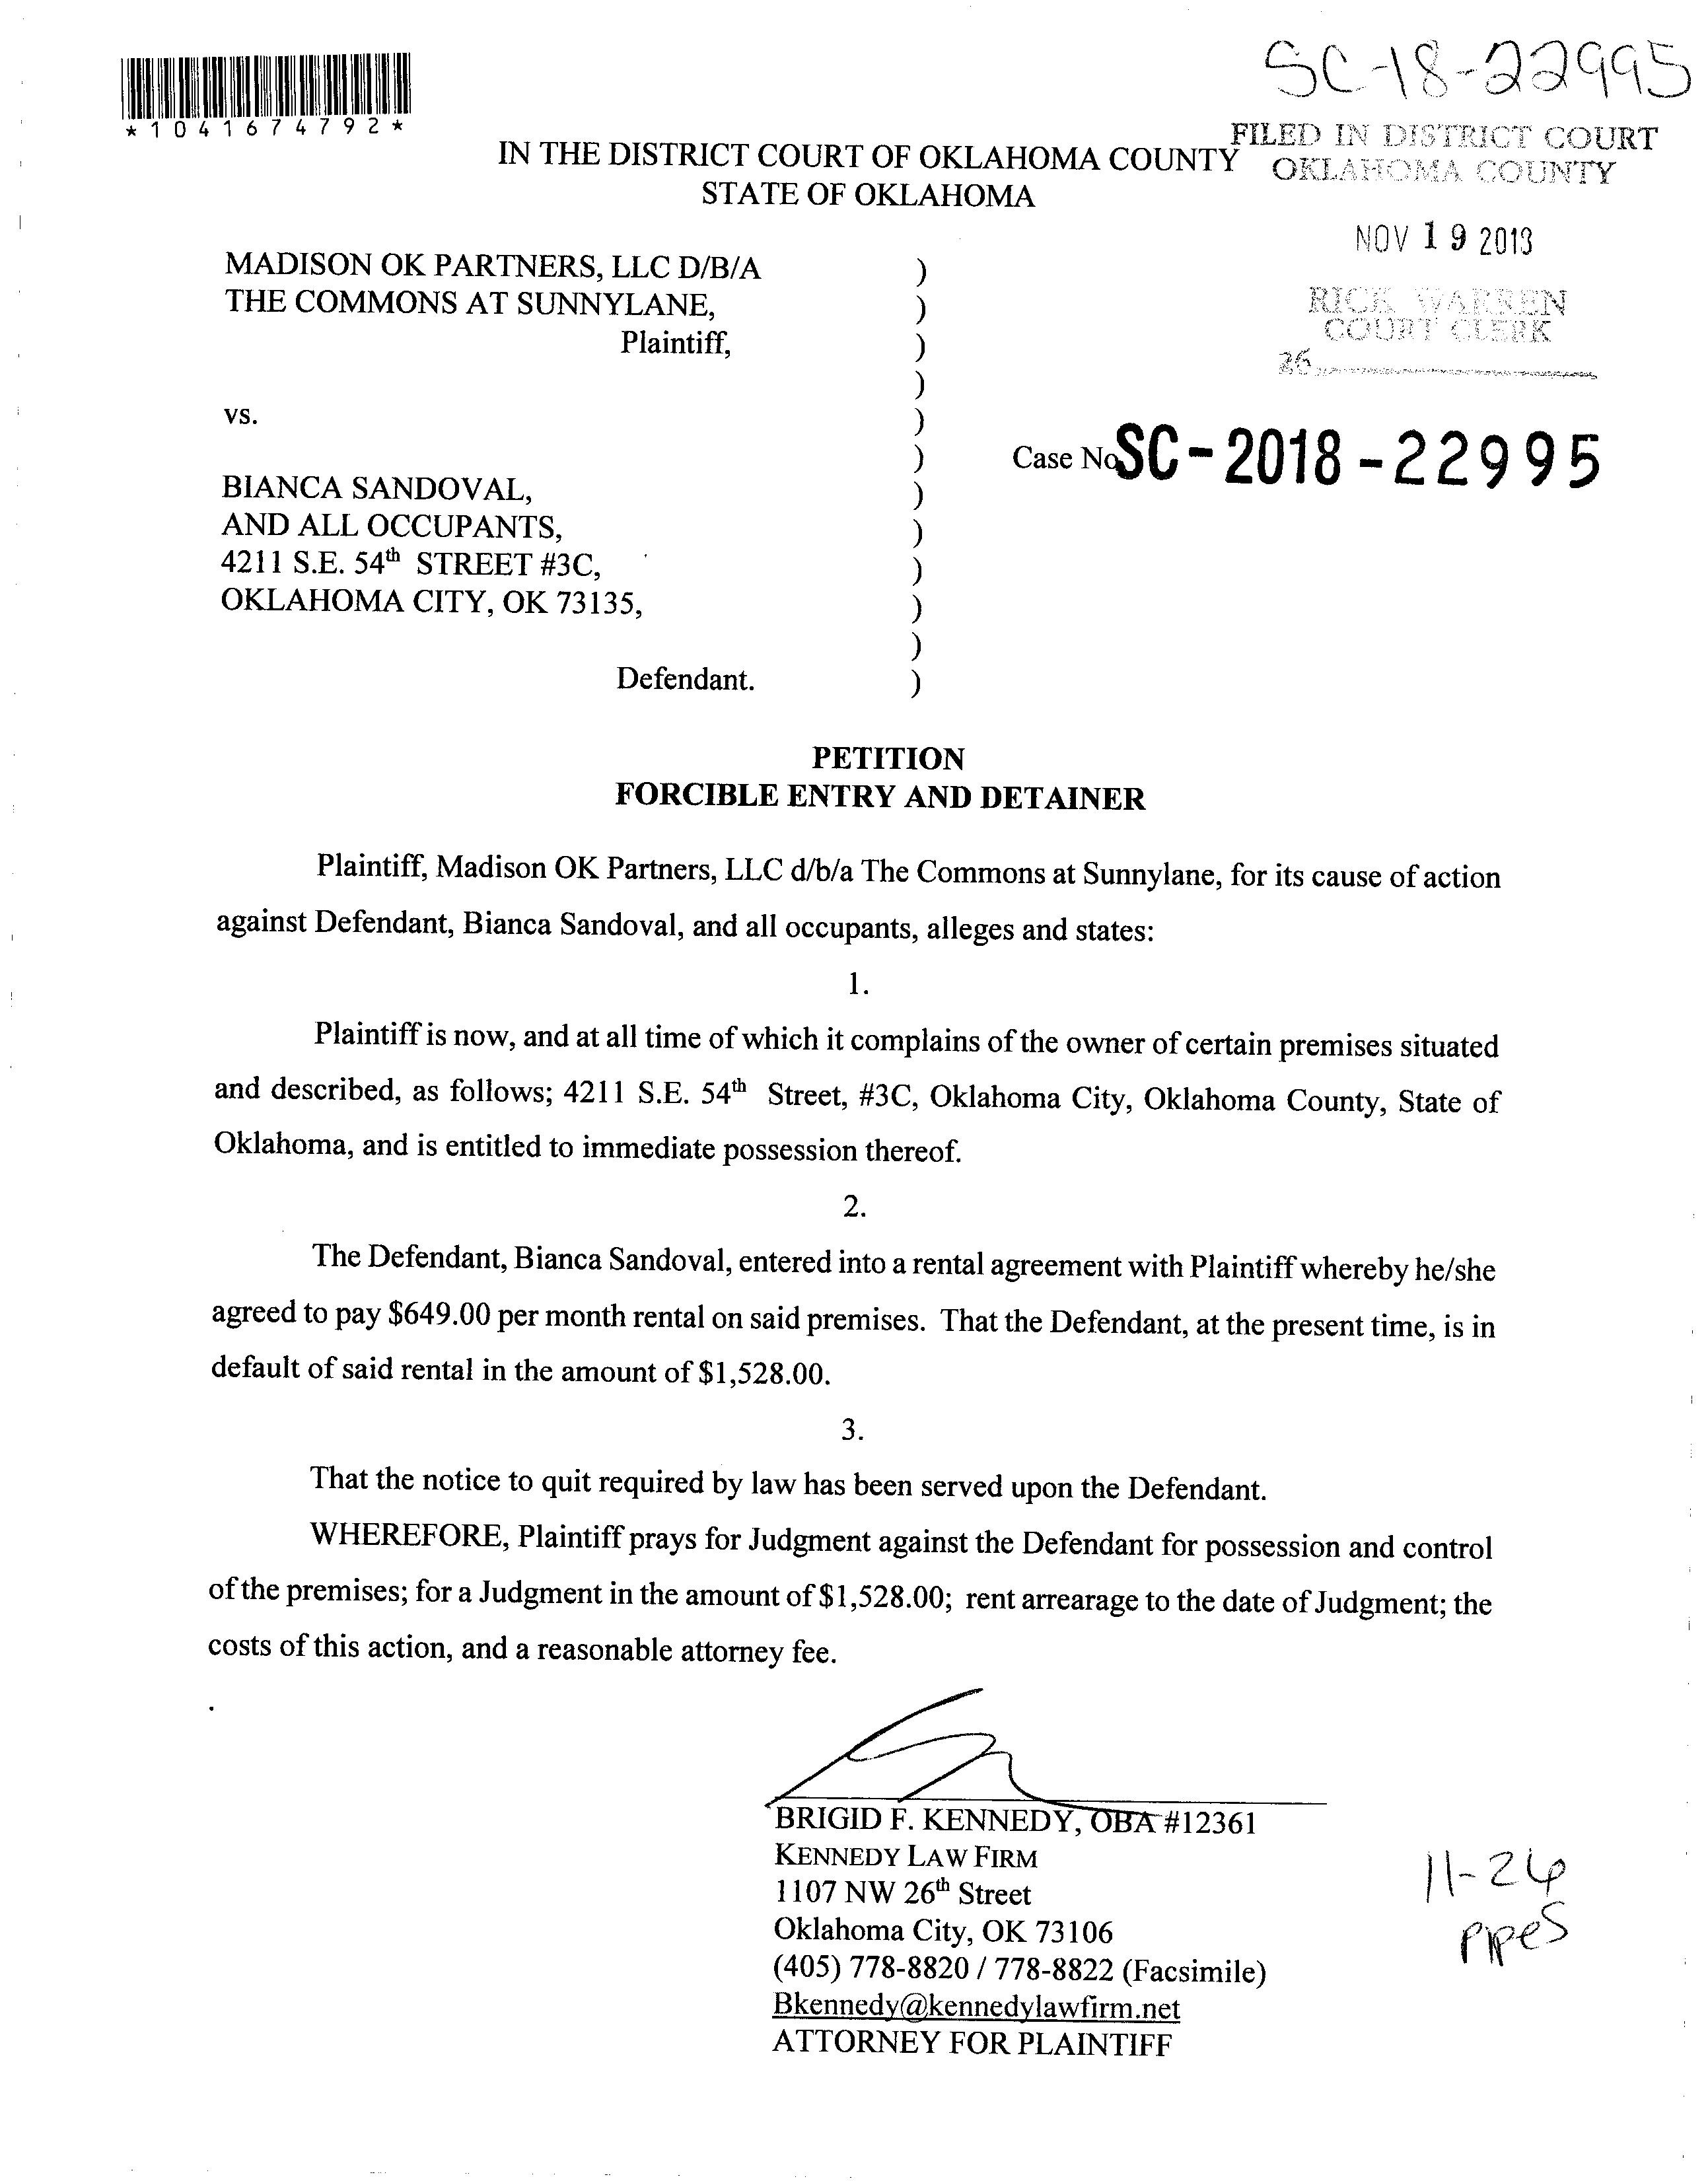 SC-18-22995
*1041674792*
FILED IN DISTRICT COURT
OKLAHOMA COUNTY
IN THE DISTRICT COURT OF OKLAHOMA COUNTY
STATE OF OKLAHOMA
NOV 19 2018
RICK WARREN
COURT CLERK
36
MADISON OK PARTNERS, LLC D/B/A )
THE COMMONS AT SUNNYLANE, )
Plaintiff, )
)
vs. )
) Case No. SC-2018-22995
BIANCA SANDOVAL, )
AND ALL OCCUPANTS, )
4211 S.E. 54th STREET #3C, )
OKLAHOMA CITY, OK 73135, )
)
Defendant. )
PETITION
FORCIBLE ENTRY AND DETAINER
Plaintiff, Madison OK Partners, LLC d/b/a The Commons at Sunnylane, for its cause of action
against Defendant, Bianca Sandoval, and all occupants, alleges and states:
1.
Plaintiff is now, and at all time of which it complains of the owner of certain premises situated
and described, as follows; 4211 S.E. 54th Street, #3C, Oklahoma City, Oklahoma County, State of
Oklahoma, and is entitled to immediate possession thereof.
2.
The Defendant, Bianca Sandoval, entered into a rental agreement with Plaintiff whereby he/she
agreed to pay $649.00 per month rental on said premises. That the Defendant, at the present time, is in
default of said rental in the amount of $1,528.00.
3.
That the notice to quit required by law has been served upon the Defendant.
WHEREFORE, Plaintiff prays for Judgment against the Defendant for possession and control
of the premises; for a Judgment in the amount of $1,528.00; rent arrearage to the date of Judgment; the
costs of this action, and a reasonable attorney fee.
BRIGID F. KENNEDY, OBA #12361
KENNEDY LAW FIRM
1107 NW 26th Street
Oklahoma City, OK 73106
(405) 778-8820 / 778-8822 (Facsimile)
Bkennedy@kennedylawfirm.net
ATTORNEY FOR PLAINTIFF
11-26
pipes